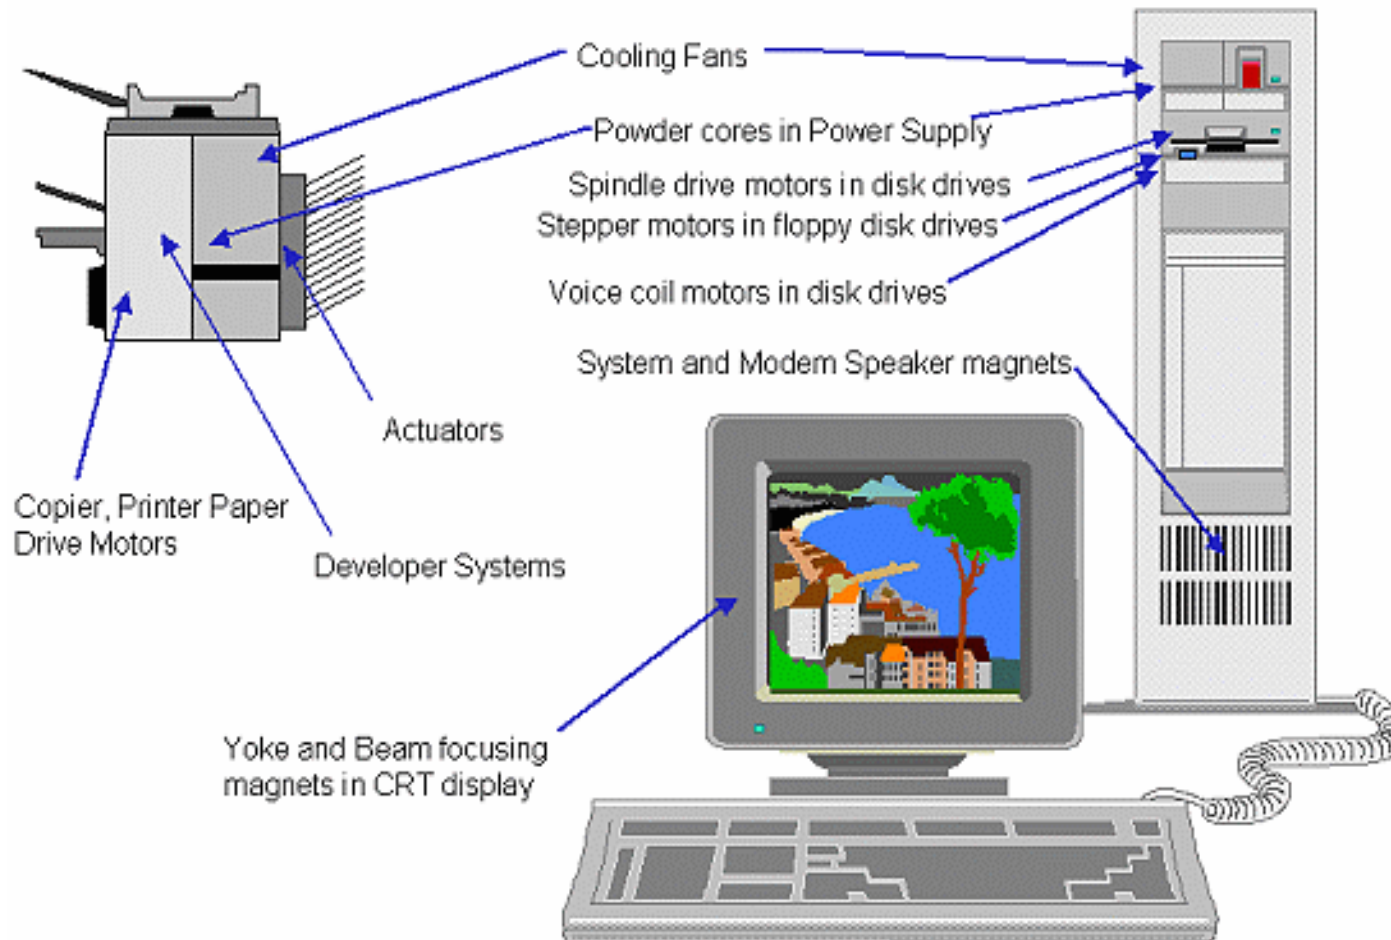 Cooling Fans
Powder cores in Power Supply
Spindle drive motors in disk drives
Stepper motors in floppy disk drives
Voice coil motors in disk drives
System and Modem Speaker magnets
Actuators
Copier, Printer Paper
Drive Motors
Developer Systems
Yoke and Beam focusing
magnets in CRT display